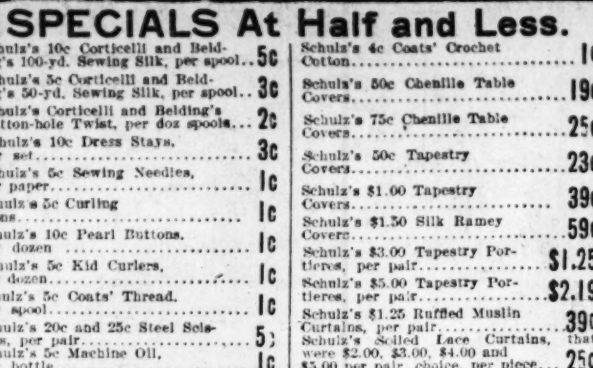 SPECIALS At Half and Less.
hulz's 10c Corticelli and Beld-
's 100-yd. Sewing Silk, per spool.. 5c
hulz's 5c Corticelli and Beld-
's 50-yd. Sewing Silk, per spool.. 3c
hulz's Corticelli and Belding's
tton-hole Twist, per doz spools... 2c
hulz's 10c Dress Stays,
set 3c
hulz's 5c Sewing Needles,
paper 1c
hulz's 5c Curling
ns 1c
hulz's 10c Pearl Buttons,
dozen 1c
hulz's 5c Kid Curlers,
dozen 1c
hulz's 5c Coats' Thread,
spool 1c
hulz's 20c and 25c Steel Scis-
s, per pair 5
hulz's 5c Machine Oil,
bottle 1c
Schulz's 4c Coats' Crochet
Cotton 1
Schulz's 50c Chenille Table
Covers 19c
Schulz's 75c Chenille Table
Covers 25c
Schulz's 50c Tapestry
Covers 23c
Schulz's $1.00 Tapestry
Covers 39c
Schulz's $1.50 Silk Ramey
Covers 59c
Schulz's $3.00 Tapestry Por-
tieres, per pair $1.25
Schulz's $5.00 Tapestry Por-
tieres, per pair $2.19
Schulz's $1.25 Ruffled Muslin
Curtains, per pair 39c
Schulz's Soiled Lace Curtains, that
were $2.00, $3.00, $4.00 and
$5.00 per pair, choice, per piece... 25c